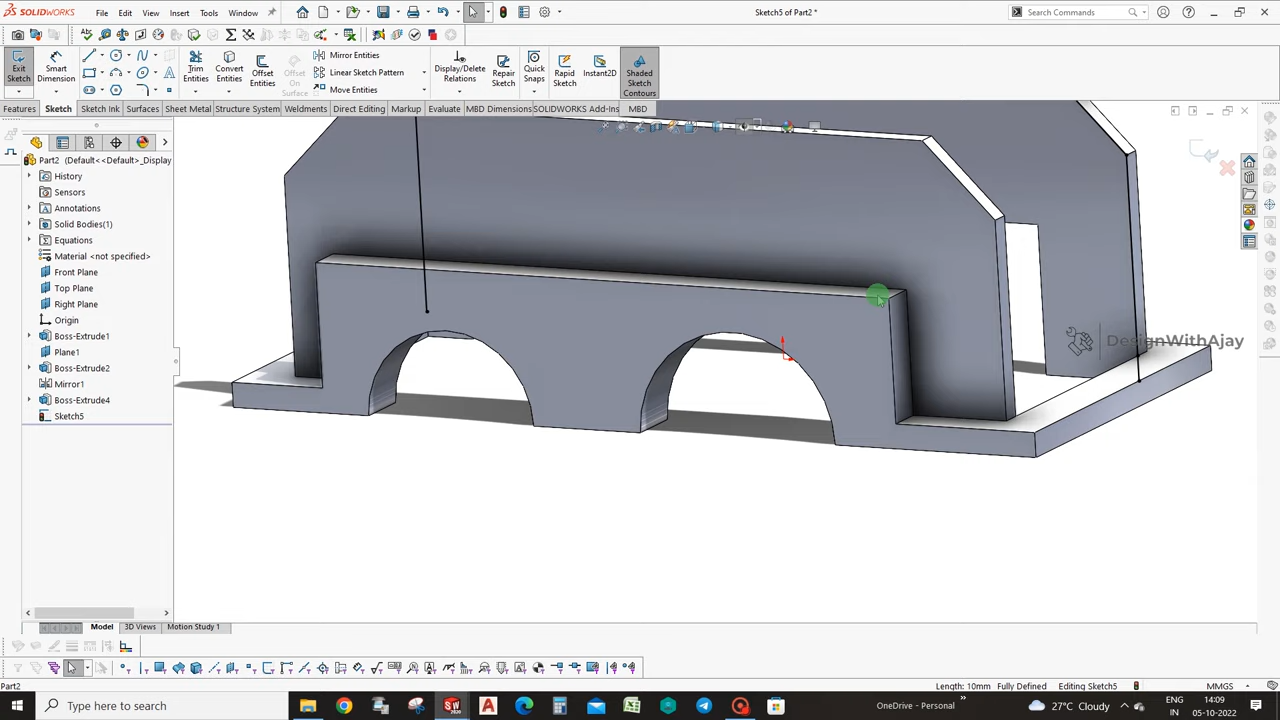 SOLIDWORKS
File
Edit
View
Insert
Tools
Window
Sketch5 of Part2 *
Search Commands
Exit Sketch
Smart Dimension
Trim Entities
Convert Entities
Offset Entities
Offset On Surface
Mirror Entities
Linear Sketch Pattern
Move Entities
Display/Delete Relations
Repair Sketch
Quick Snaps
Rapid Sketch
Instant2D
Shaded Sketch Contours
Features
Sketch
Sketch Ink
Surfaces
Sheet Metal
Structure System
Weldments
Direct Editing
Markup
Evaluate
MBD Dimensions
SOLIDWORKS Add-Ins
MBD
Part2 (Default<<Default>_Display
History
Sensors
Annotations
Solid Bodies(1)
Equations
Material <not specified>
Front Plane
Top Plane
Right Plane
Origin
Boss-Extrude1
Plane1
Boss-Extrude2
Mirror1
Boss-Extrude4
Sketch5
DesignWithAjay
Model
3D Views
Motion Study 1
Part2
Length: 10mm
Fully Defined
Editing Sketch5
MMGS
Type here to search
OneDrive - Personal
27°C Cloudy
ENG
IN
14:09
05-10-2022